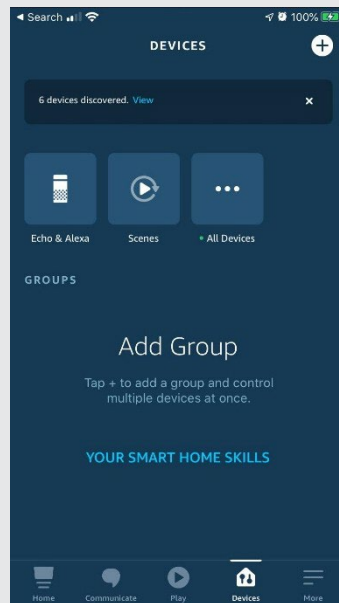 Search
100%
DEVICES
6 devices discovered. View
Echo & Alexa
Scenes
All Devices
GROUPS
Add Group
Tap + to add a group and control
multiple devices at once.
YOUR SMART HOME SKILLS
Home
Communicate
Play
Devices
More